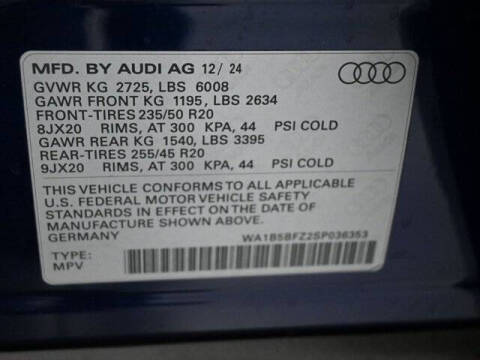 MFD. BY AUDI AG 12/ 24
GVWR KG 2725, LBS 6008
GAWR FRONT KG 1195, LBS 2634
FRONT-TIRES 235/50 R20
8JX20 RIMS, AT 300 KPA, 44 PSI COLD
GAWR REAR KG 1540, LBS 3395
REAR-TIRES 255/45 R20
9JX20 RIMS, AT 300 KPA, 44 PSI COLD
THIS VEHICLE CONFORMS TO ALL APPLICABLE
U.S. FEDERAL MOTOR VEHICLE SAFETY
STANDARDS IN EFFECT ON THE DATE OF
MANUFACTURE SHOWN ABOVE.
GERMANY WA1B5BFZ2SP036353
TYPE:
MPV